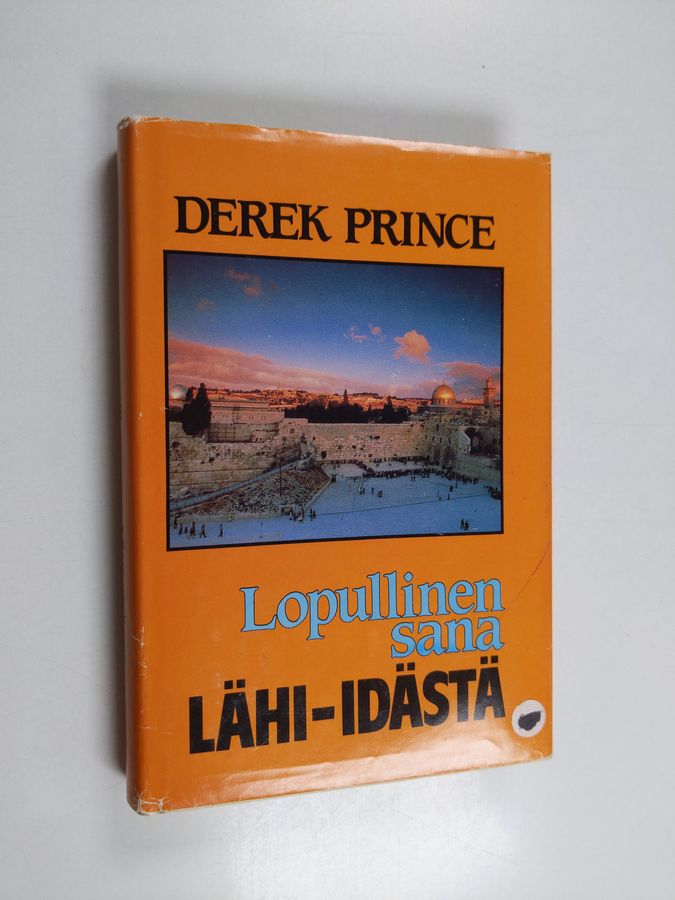 DEREK PRINCE
Lopullinen
sana
LÄHI-IDÄSTÄ